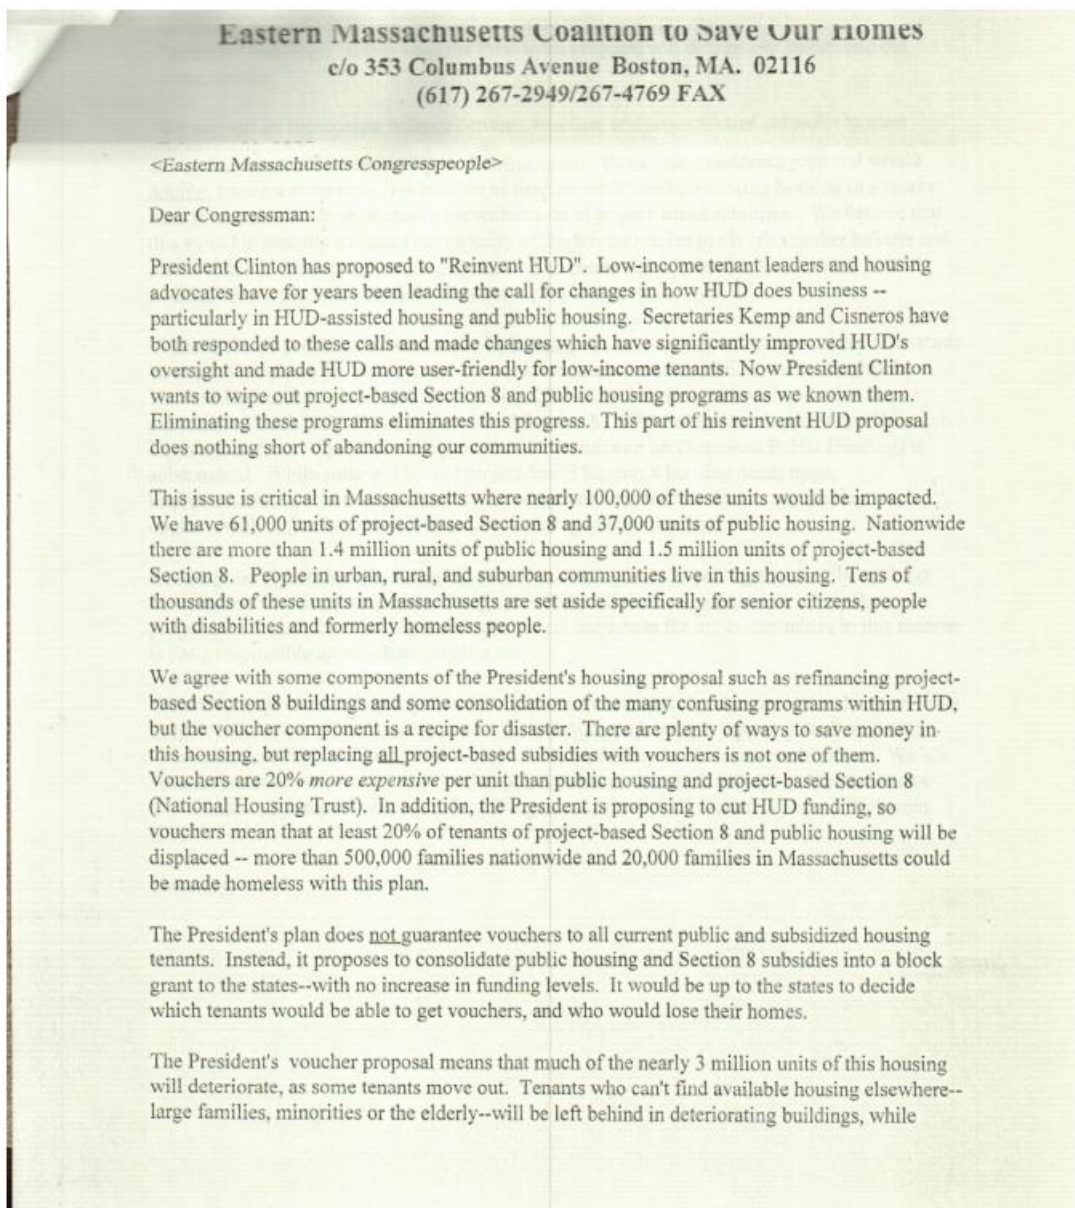 Eastern Massachusetts Coalition to Save Our Homes
c/o 353 Columbus Avenue Boston, MA. 02116
(617) 267-2949/267-4769 FAX
<Eastern Massachusetts Congresspeople>
Dear Congressman:
President Clinton has proposed to "Reinvent HUD". Low-income tenant leaders and housing
advocates have for years been leading the call for changes in how HUD does business --
particularly in HUD-assisted housing and public housing. Secretaries Kemp and Cisneros have
both responded to these calls and made changes which have significantly improved HUD's
oversight and made HUD more user-friendly for low-income tenants. Now President Clinton
wants to wipe out project-based Section 8 and public housing programs as we known them.
Eliminating these programs eliminates this progress. This part of his reinvent HUD proposal
does nothing short of abandoning our communities.
This issue is critical in Massachusetts where nearly 100,000 of these units would be impacted.
We have 61,000 units of project-based Section 8 and 37,000 units of public housing. Nationwide
there are more than 1.4 million units of public housing and 1.5 million units of project-based
Section 8. People in urban, rural, and suburban communities live in this housing. Tens of
thousands of these units in Massachusetts are set aside specifically for senior citizens, people
with disabilities and formerly homeless people.
We agree with some components of the President's housing proposal such as refinancing project-
based Section 8 buildings and some consolidation of the many confusing programs within HUD,
but the voucher component is a recipe for disaster. There are plenty of ways to save money in
this housing, but replacing all project-based subsidies with vouchers is not one of them.
Vouchers are 20% more expensive per unit than public housing and project-based Section 8
(National Housing Trust). In addition, the President is proposing to cut HUD funding, so
vouchers mean that at least 20% of tenants of project-based Section 8 and public housing will be
displaced -- more than 500,000 families nationwide and 20,000 families in Massachusetts could
be made homeless with this plan.
The President's plan does not guarantee vouchers to all current public and subsidized housing
tenants. Instead, it proposes to consolidate public housing and Section 8 subsidies into a block
grant to the states--with no increase in funding levels. It would be up to the states to decide
which tenants would be able to get vouchers, and who would lose their homes.
The President's voucher proposal means that much of the nearly 3 million units of this housing
will deteriorate, as some tenants move out. Tenants who can't find available housing elsewhere--
large families, minorities or the elderly--will be left behind in deteriorating buildings, while